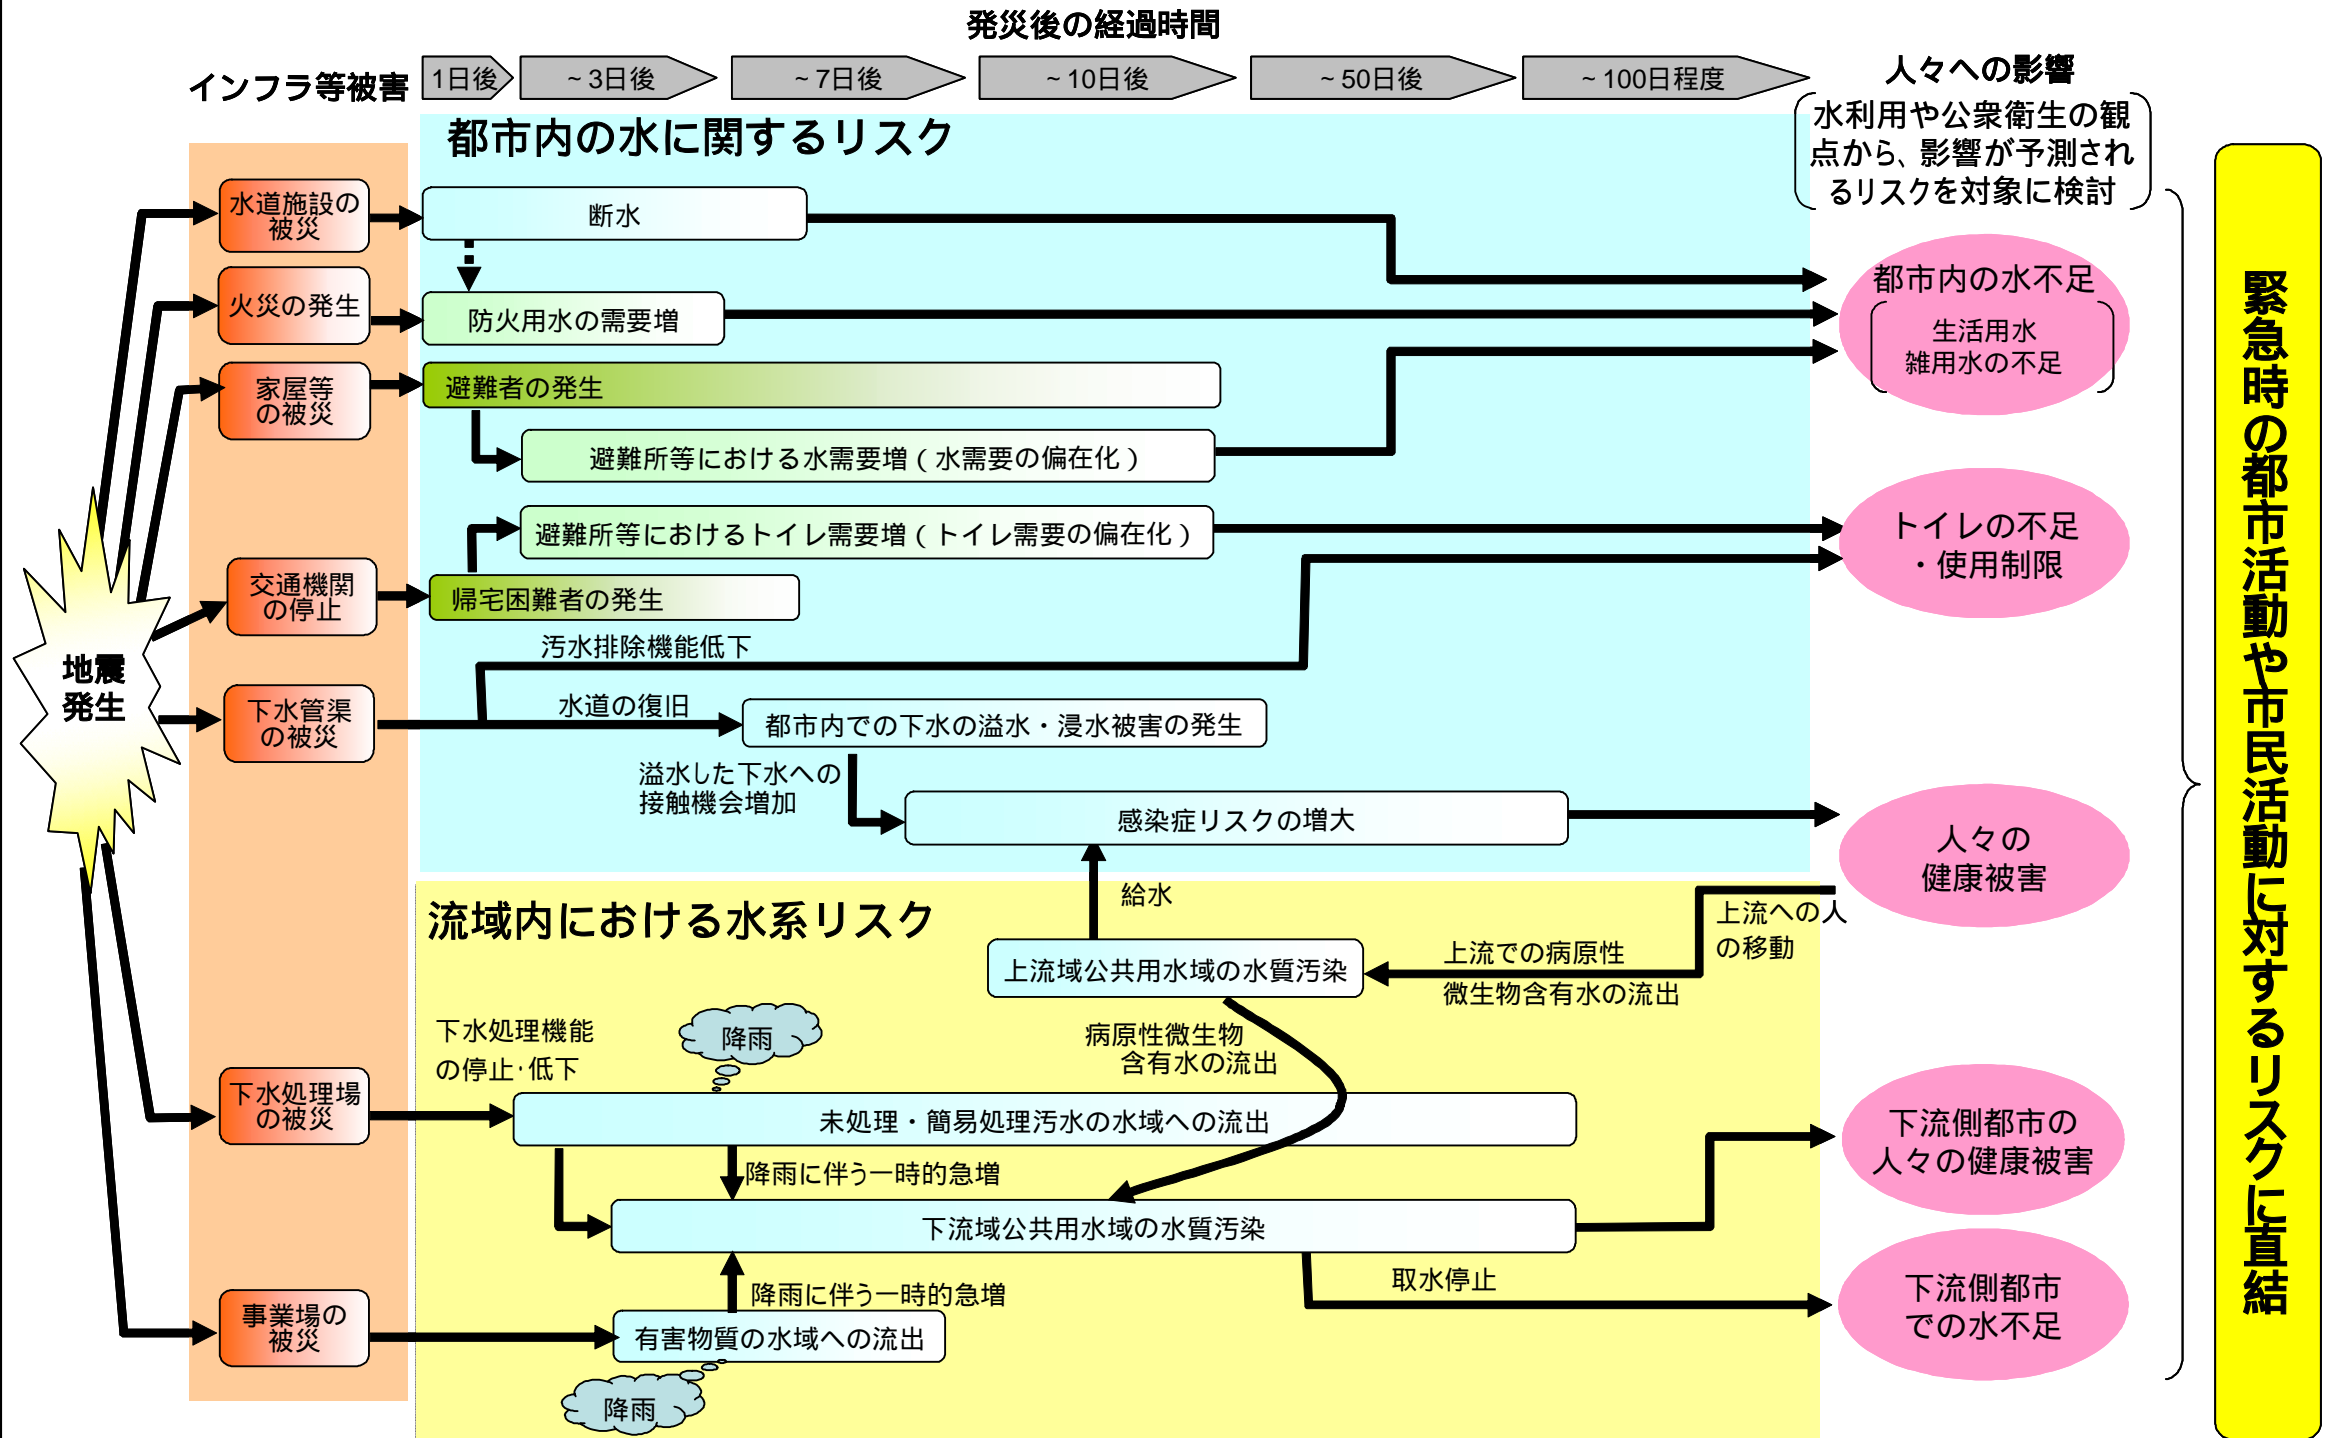 発災後の経過時間
インフラ等被害
1日後
~3日後
~7日後
~10日後
~50日後
~100日程度
人々への影響
水利用や公衆衛生の観
点から、影響が予測され
るリスクを対象に検討
都市内の水に関するリスク
水道施設の
被災
断水
火災の発生
防火用水の需要増
都市内の水不足
生活用水
雑用水の不足
家屋等
の被災
避難者の発生
避難所等における水需要増(水需要の偏在化)
避難所等におけるトイレ需要増(トイレ需要の偏在化)
トイレの不足
・使用制限
交通機関
の停止
帰宅困難者の発生
汚水排除機能低下
地震
発生
下水管渠
の被災
水道の復旧
都市内での下水の溢水・浸水被害の発生
溢水した下水への
接触機会増加
感染症リスクの増大
人々の
健康被害
流域内における水系リスク
給水
上流への人
の移動
上流域公共用水域の水質汚染
上流での病原性
微生物含有水の流出
下水処理機能
の停止・低下
降雨
病原性微生物
含有水の流出
下水処理場
の被災
未処理・簡易処理汚水の水域への流出
下流側都市の
人々の健康被害
降雨に伴う一時的急増
下流域公共用水域の水質汚染
取水停止
下流側都市
での水不足
降雨に伴う一時的急増
事業場の
被災
有害物質の水域への流出
降雨
緊急時の都市活動や市民活動に対するリスクに直結